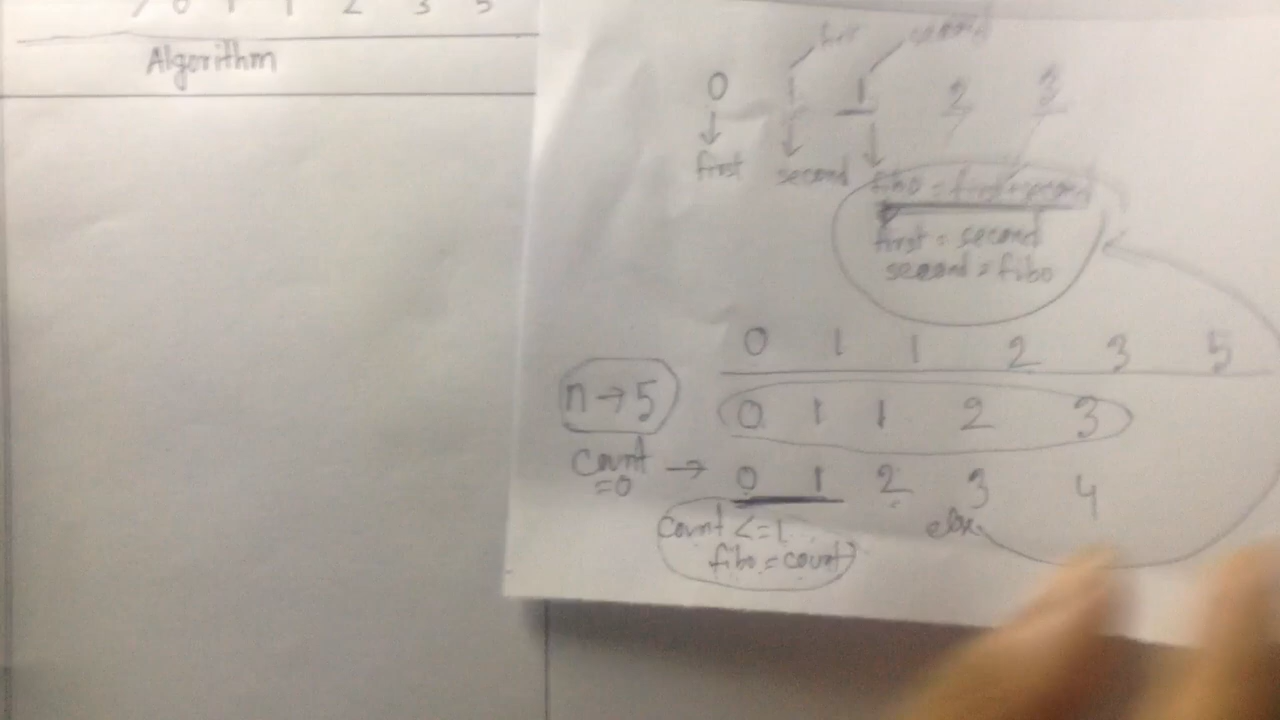 0 1 1 2 3 5
Algorithm
second
0 1 1 2 3
first second fibo = first + second
first = second
second = fibo
0 1 1 2 3 5
n → 5 0 1 1 2 3
count → 0 1 2 3 4
=0
count <= 1 else
fibo = count